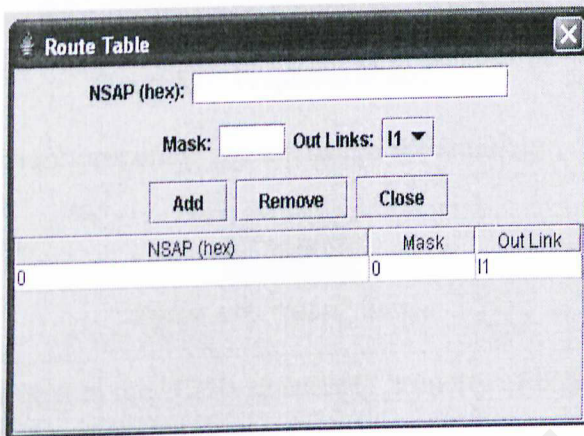 Route Table
NSAP (hex):
Mask: Out Links: l1
Add Remove Close
NSAP (hex) Mask Out Link
0 0 l1